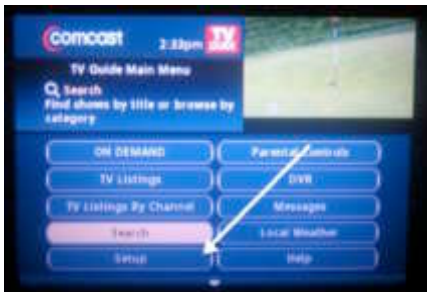 comcast
2:33pm
TV GUIDE
TV Guide Main Menu
Search
Find shows by title or browse by
category
ON DEMAND
Parental Controls
TV Listings
DVR
TV Listings By Channel
Messages
Search
Local Weather
Setup
Help